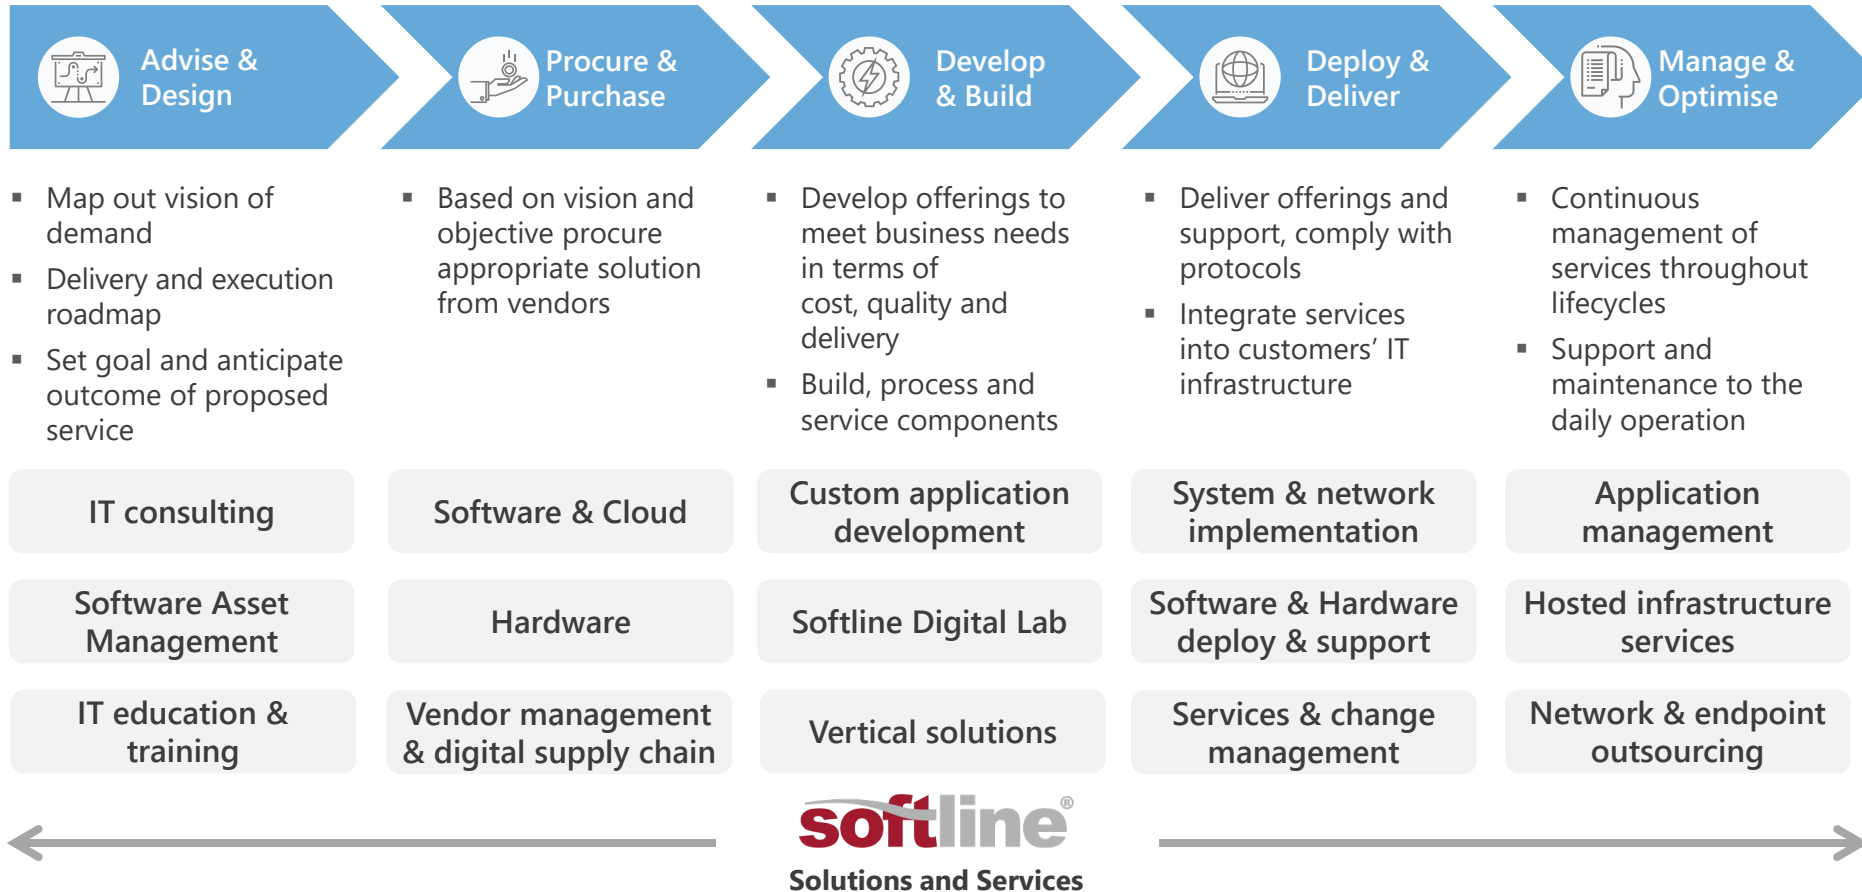 Advise &
Design
Procure &
Purchase
Develop
& Build
Deploy &
Deliver
Manage &
Optimise
▪ Map out vision of
demand
▪ Delivery and execution
roadmap
▪ Set goal and anticipate
outcome of proposed
service
▪ Based on vision and
objective procure
appropriate solution
from vendors
▪ Develop offerings to
meet business needs
in terms of
cost, quality and
delivery
▪ Build, process and
service components
▪ Deliver offerings and
support, comply with
protocols
▪ Integrate services
into customers’ IT
infrastructure
▪ Continuous
management of
services throughout
lifecycles
▪ Support and
maintenance to the
daily operation
IT consulting
Software & Cloud
Custom application
development
System & network
implementation
Application
management
Software Asset
Management
Hardware
Softline Digital Lab
Software & Hardware
deploy & support
Hosted infrastructure
services
IT education &
training
Vendor management
& digital supply chain
Vertical solutions
Services & change
management
Network & endpoint
outsourcing
softline®
Solutions and Services